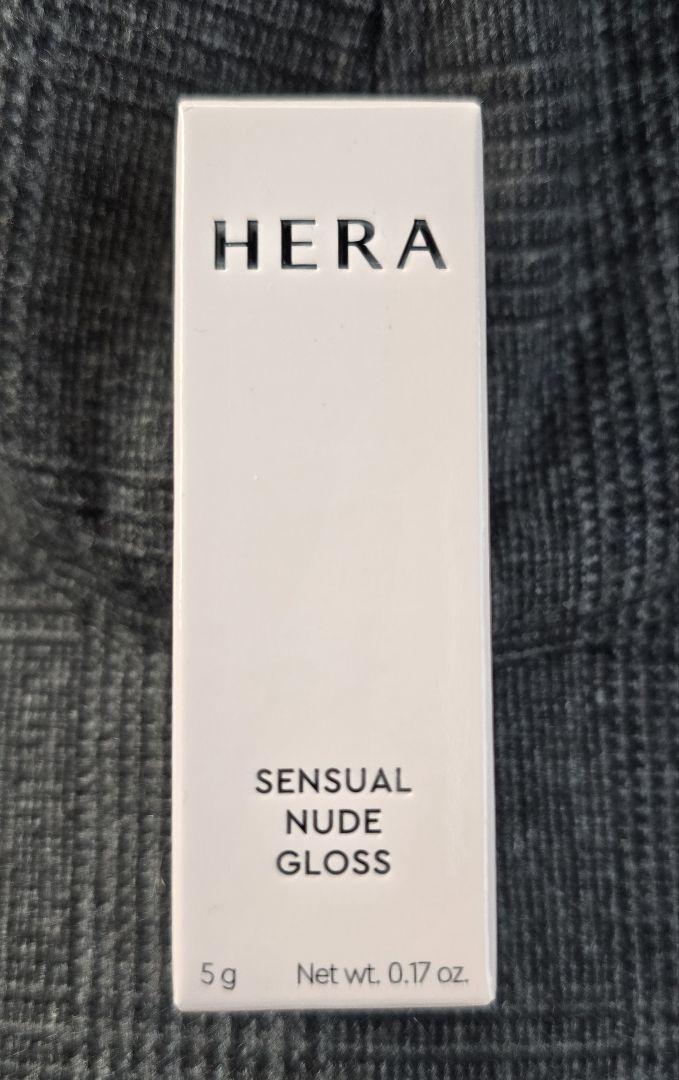 HERA
SENSUAL
NUDE
GLOSS
5 g Net wt. 0.17 oz.